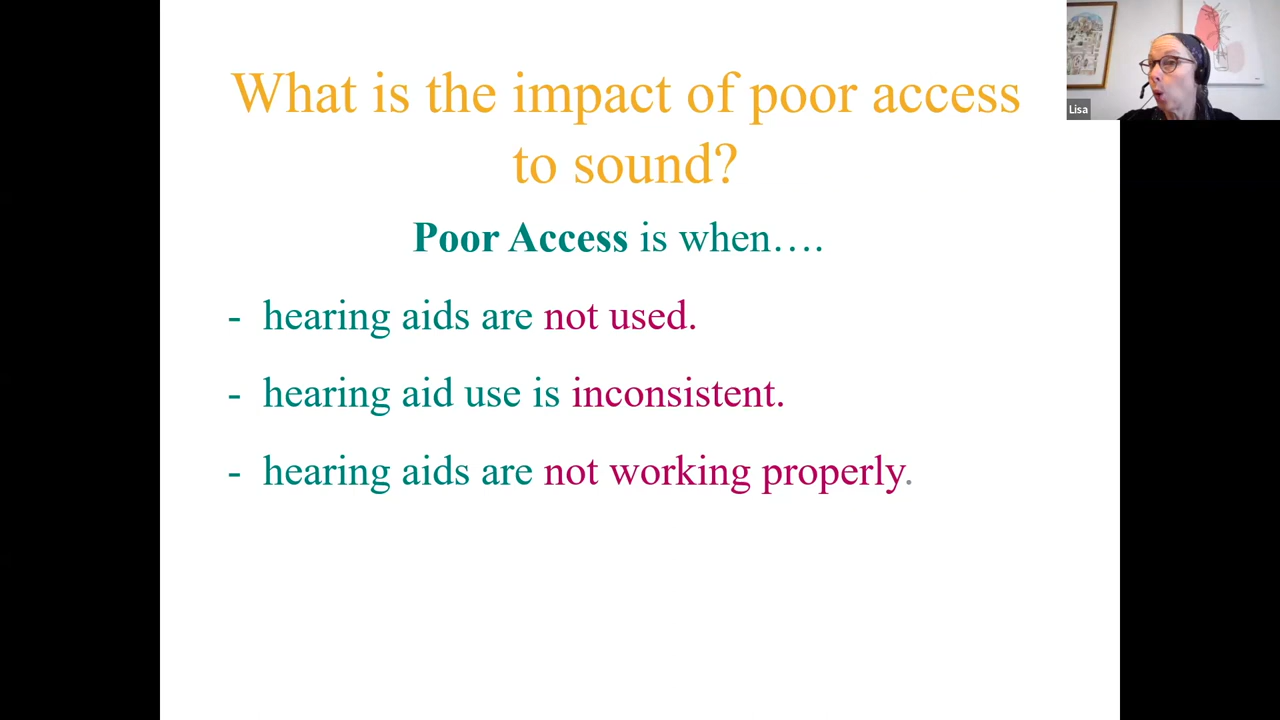 What is the impact of poor access
to sound?
Poor Access is when….
- hearing aids are not used.
- hearing aid use is inconsistent.
- hearing aids are not working properly.
Lisa